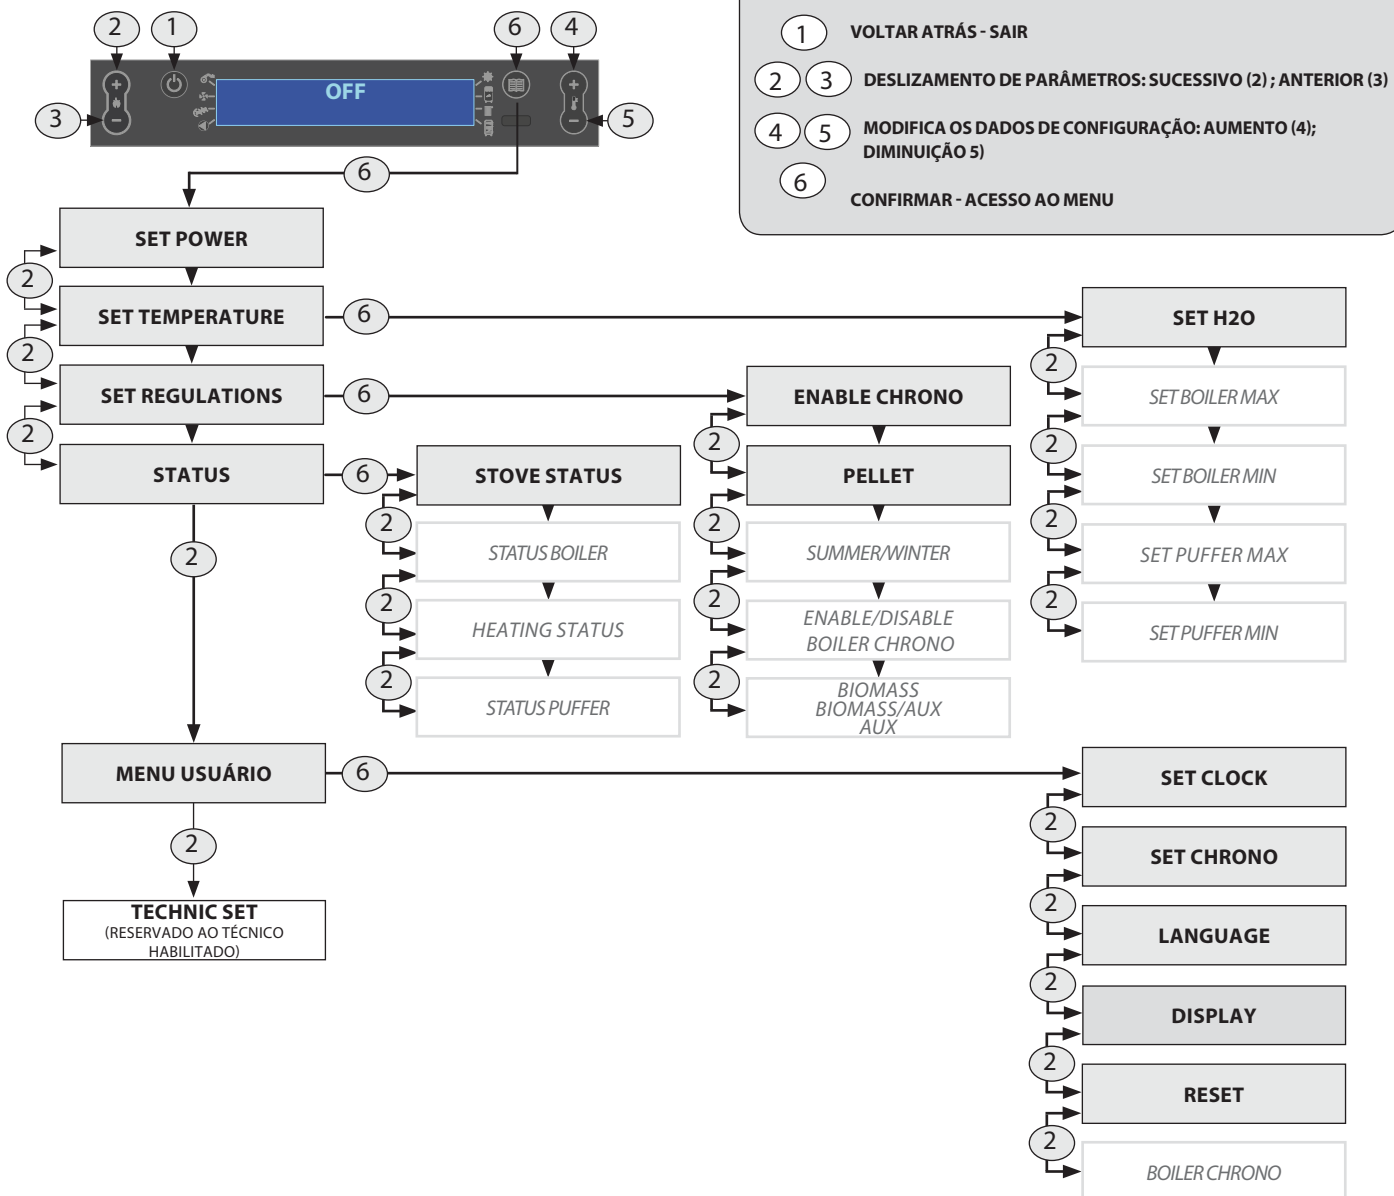 2
1
6
4
1
VOLTAR ATRÁS - SAIR
2 3 DESLIZAMENTO DE PARÂMETROS: SUCESSIVO (2) ; ANTERIOR (3)
OFF
3
5
4 5 MODIFICA OS DADOS DE CONFIGURAÇÃO: AUMENTO (4);
DIMINUIÇÃO 5)
6
CONFIRMAR - ACESSO AO MENU
6
SET POWER
2
SET TEMPERATURE
6
SET H2O
2
2
SET REGULATIONS
6
ENABLE CHRONO
SET BOILER MAX
2
2
2
STATUS
6
STOVE STATUS
PELLET
SET BOILER MIN
2
2
2
2
STATUS BOILER
SUMMER/WINTER
SET PUFFER MAX
2
2
2
HEATING STATUS
ENABLE/DISABLE
BOILER CHRONO
SET PUFFER MIN
2
2
STATUS PUFFER
BIOMASS
BIOMASS/AUX
AUX
MENU USUÁRIO
6
SET CLOCK
2
2
SET CHRONO
TECHNIC SET
(RESERVADO AO TÉCNICO
HABILITADO)
2
LANGUAGE
2
DISPLAY
2
RESET
2
BOILER CHRONO